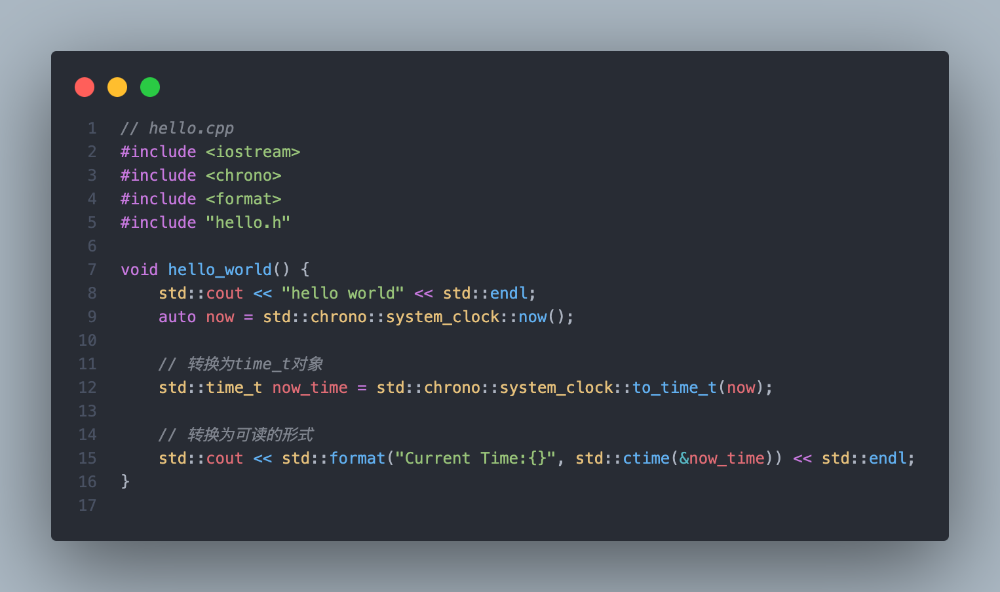 1 // hello.cpp
2 #include <iostream>
3 #include <chrono>
4 #include <format>
5 #include "hello.h"
6
7 void hello_world() {
8     std::cout << "hello world" << std::endl;
9     auto now = std::chrono::system_clock::now();
10
11     // 转换为time_t对象
12     std::time_t now_time = std::chrono::system_clock::to_time_t(now);
13
14     // 转换为可读的形式
15     std::cout << std::format("Current Time:{}", std::ctime(&now_time)) << std::endl;
16 }
17